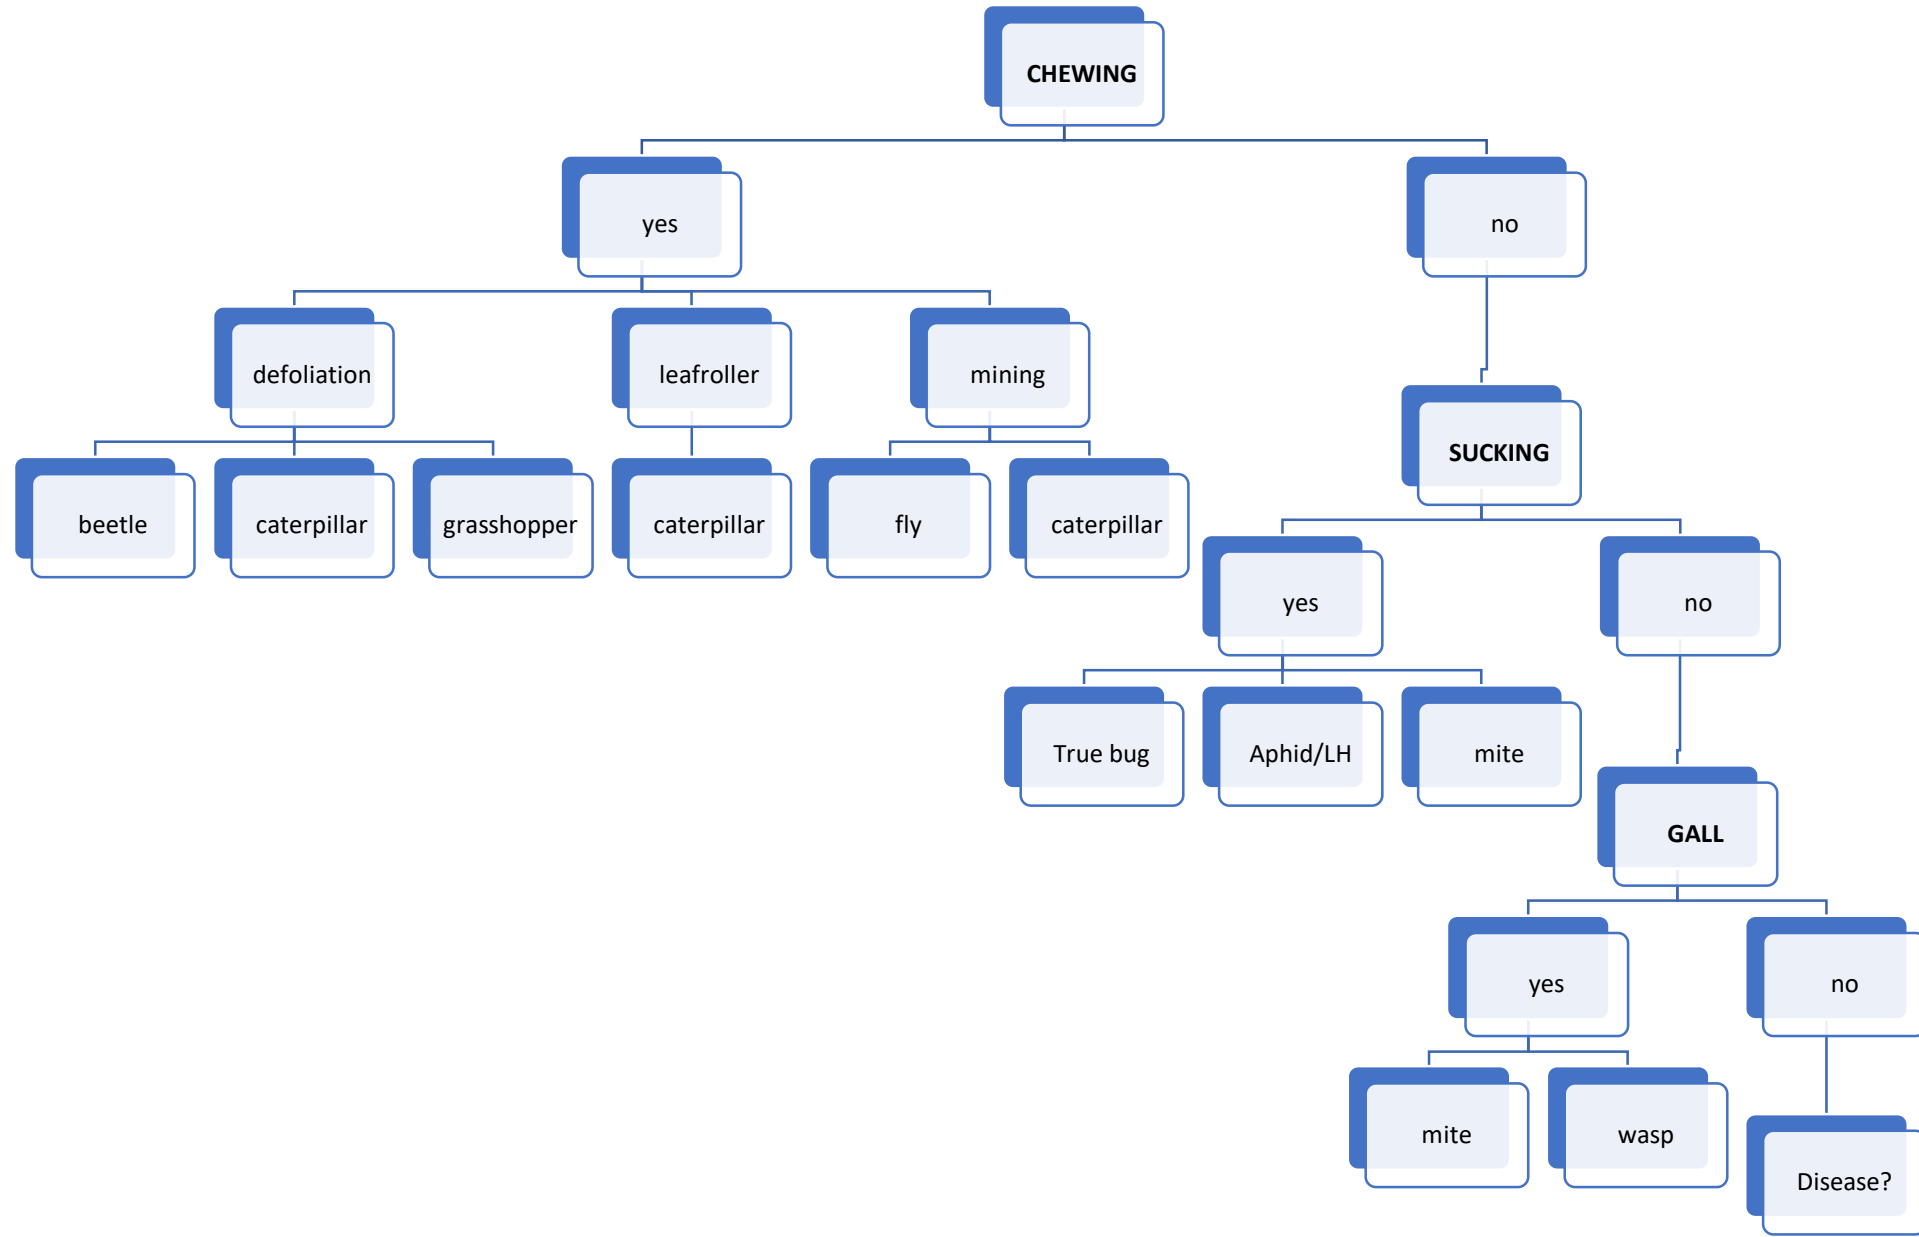 CHEWING
yes
no
defoliation
leafroller
mining
SUCKING
beetle
caterpillar
grasshopper
caterpillar
fly
caterpillar
yes
no
True bug
Aphid/LH
mite
GALL
yes
no
mite
wasp
Disease?